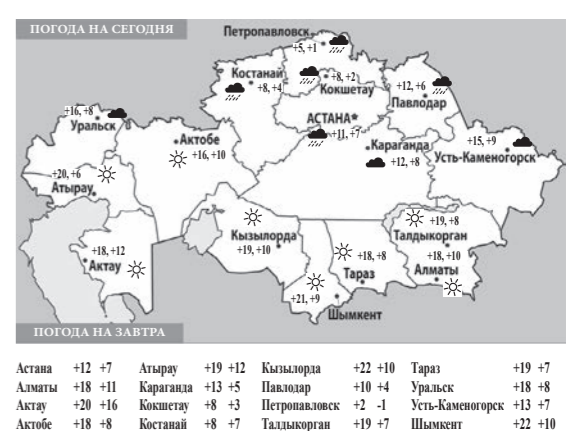 ПОГОДА НА СЕГОДНЯ
Петропавловск
+5, +1
Костанай
+8, +4
+8, +2
Кокшетау
+12, +6
Павлодар
АСТАНА
+11, +7
+16, +8
Уральск
Актобе
+16, +10
Караганда
+12, +8
+15, +9
Усть-Каменогорск
+20, +6
Атырау
+18, +12
Актау
Кызылорда
+19, +10
+18, +8
Тараз
+19, +8
Талдыкорган
+18, +10
Алматы
+21, +9
Шымкент
ПОГОДА НА ЗАВТРА
Астана +12 +7 Атырау +19 +12 Кызылорда +22 +10 Тараз +19 +7
Алматы +18 +11 Караганда +13 +5 Павлодар +10 +4 Уральск +18 +8
Актау +20 +16 Кокшетау +8 +3 Петропавловск +2 -1 Усть-Каменогорск +13 +7
Актобе +18 +8 Костанай +8 +7 Талдыкорган +19 +7 Шымкент +22 +10